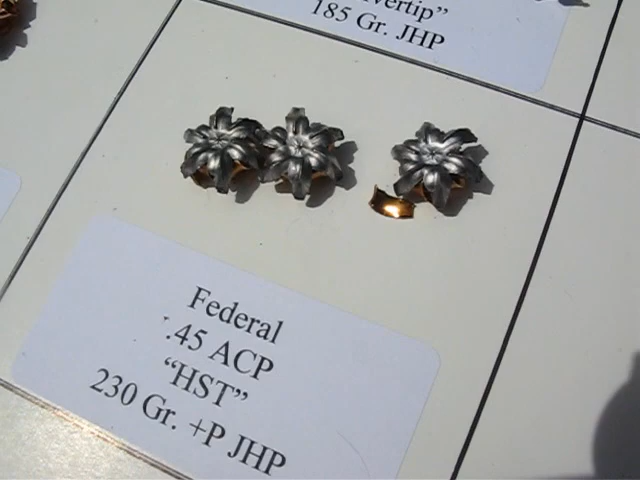 185 Gr. JHP
Federal
.45 ACP
“HST”
230 Gr. +P JHP